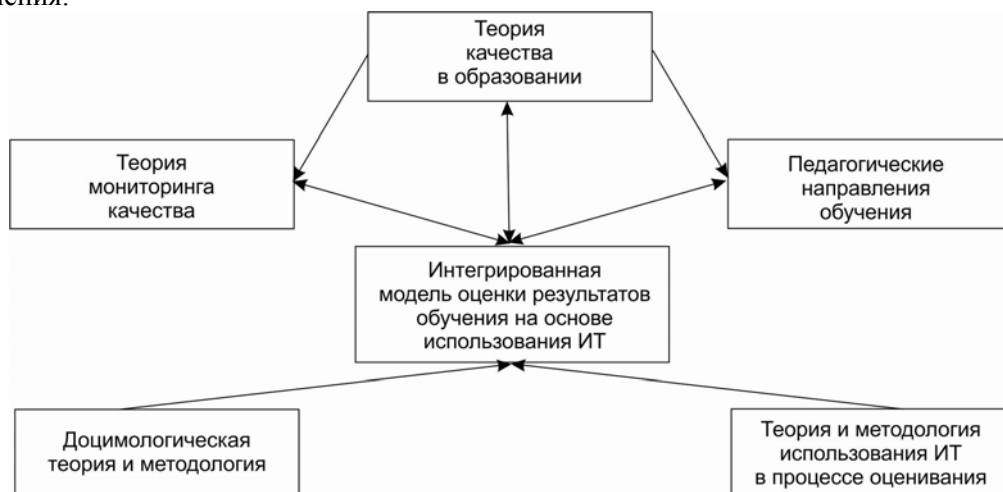 Теория
качества
в образовании
Теория
мониторинга
качества
Педагогические
направления
обучения
Интегрированная
модель оценки результатов
обучения на основе
использования ИТ
Доцимологическая
теория и методология
Теория и методология
использования ИТ
в процессе оценивания